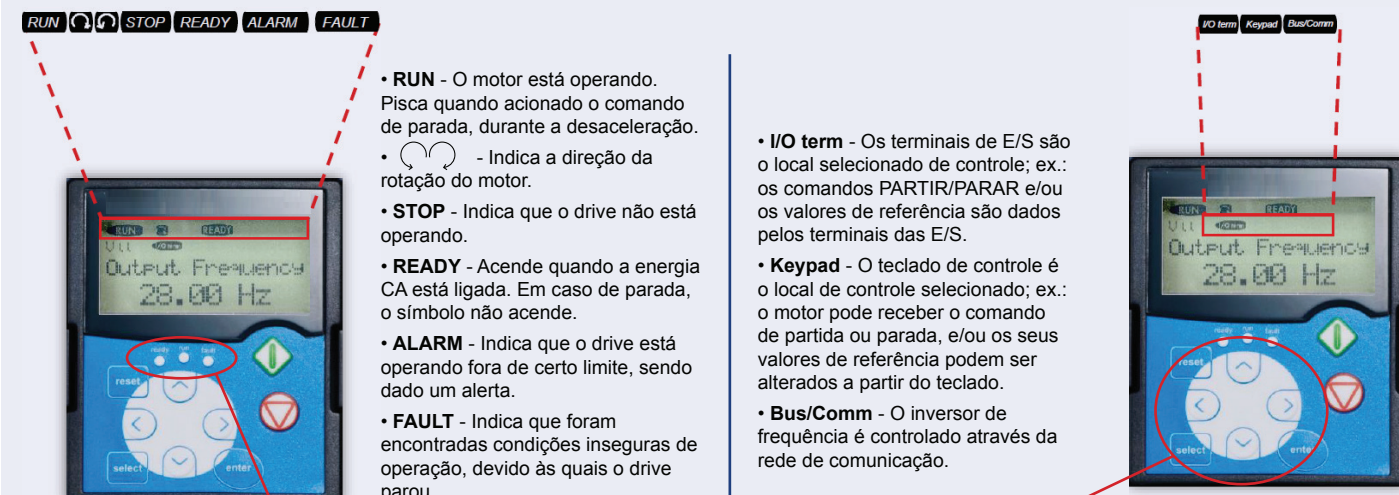 RUN STOP READY ALARM FAULT
• RUN - O motor está operando.
Pisca quando acionado o comando
de parada, durante a desaceleração.
• - Indica a direção da
rotação do motor.
• STOP - Indica que o drive não está
operando.
• READY - Acende quando a energia
CA está ligada. Em caso de parada,
o símbolo não acende.
• ALARM - Indica que o drive está
operando fora de certo limite, sendo
dado um alerta.
• FAULT - Indica que foram
encontradas condições inseguras de
operação, devido às quais o drive
parou
RUN READY
I/O term
Output Frequency
28.00 Hz
ready run fault
reset
select
enter
• I/O term - Os terminais de E/S são
o local selecionado de controle; ex.:
os comandos PARTIR/PARAR e/ou
os valores de referência são dados
pelos terminais das E/S.
• Keypad - O teclado de controle é
o local de controle selecionado; ex.:
o motor pode receber o comando
de partida ou parada, e/ou os seus
valores de referência podem ser
alterados a partir do teclado.
• Bus/Comm - O inversor de
frequência é controlado através da
rede de comunicação.
I/O term Keypad Bus/Comm
RUN READY
I/O term
Output Frequency
28.00 Hz
ready run fault
reset
select
enter